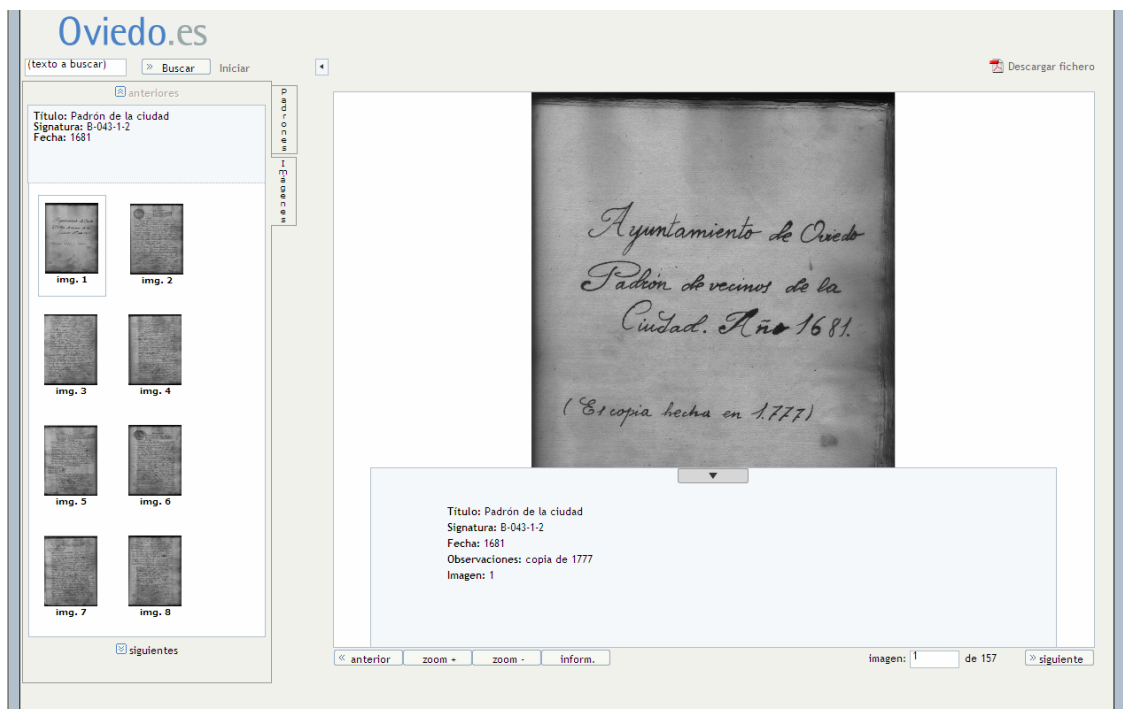 Oviedo.es
(texto a buscar)
» Buscar
Iniciar
Descargar fichero
anteriores
Título: Padrón de la ciudad
Signatura: B-043-1-2
Fecha: 1681
Padrones
Imágenes
img. 1
img. 2
img. 3
img. 4
img. 5
img. 6
img. 7
img. 8
siguientes
Ayuntamiento de Oviedo
Padrón de vecinos de la
Ciudad. Año 1681.
(Es copia hecha en 1.777)
Título: Padrón de la ciudad
Signatura: B-043-1-2
Fecha: 1681
Observaciones: copia de 1777
Imagen: 1
« anterior
zoom +
zoom -
inform.
imagen: 1 de 157
» siguiente